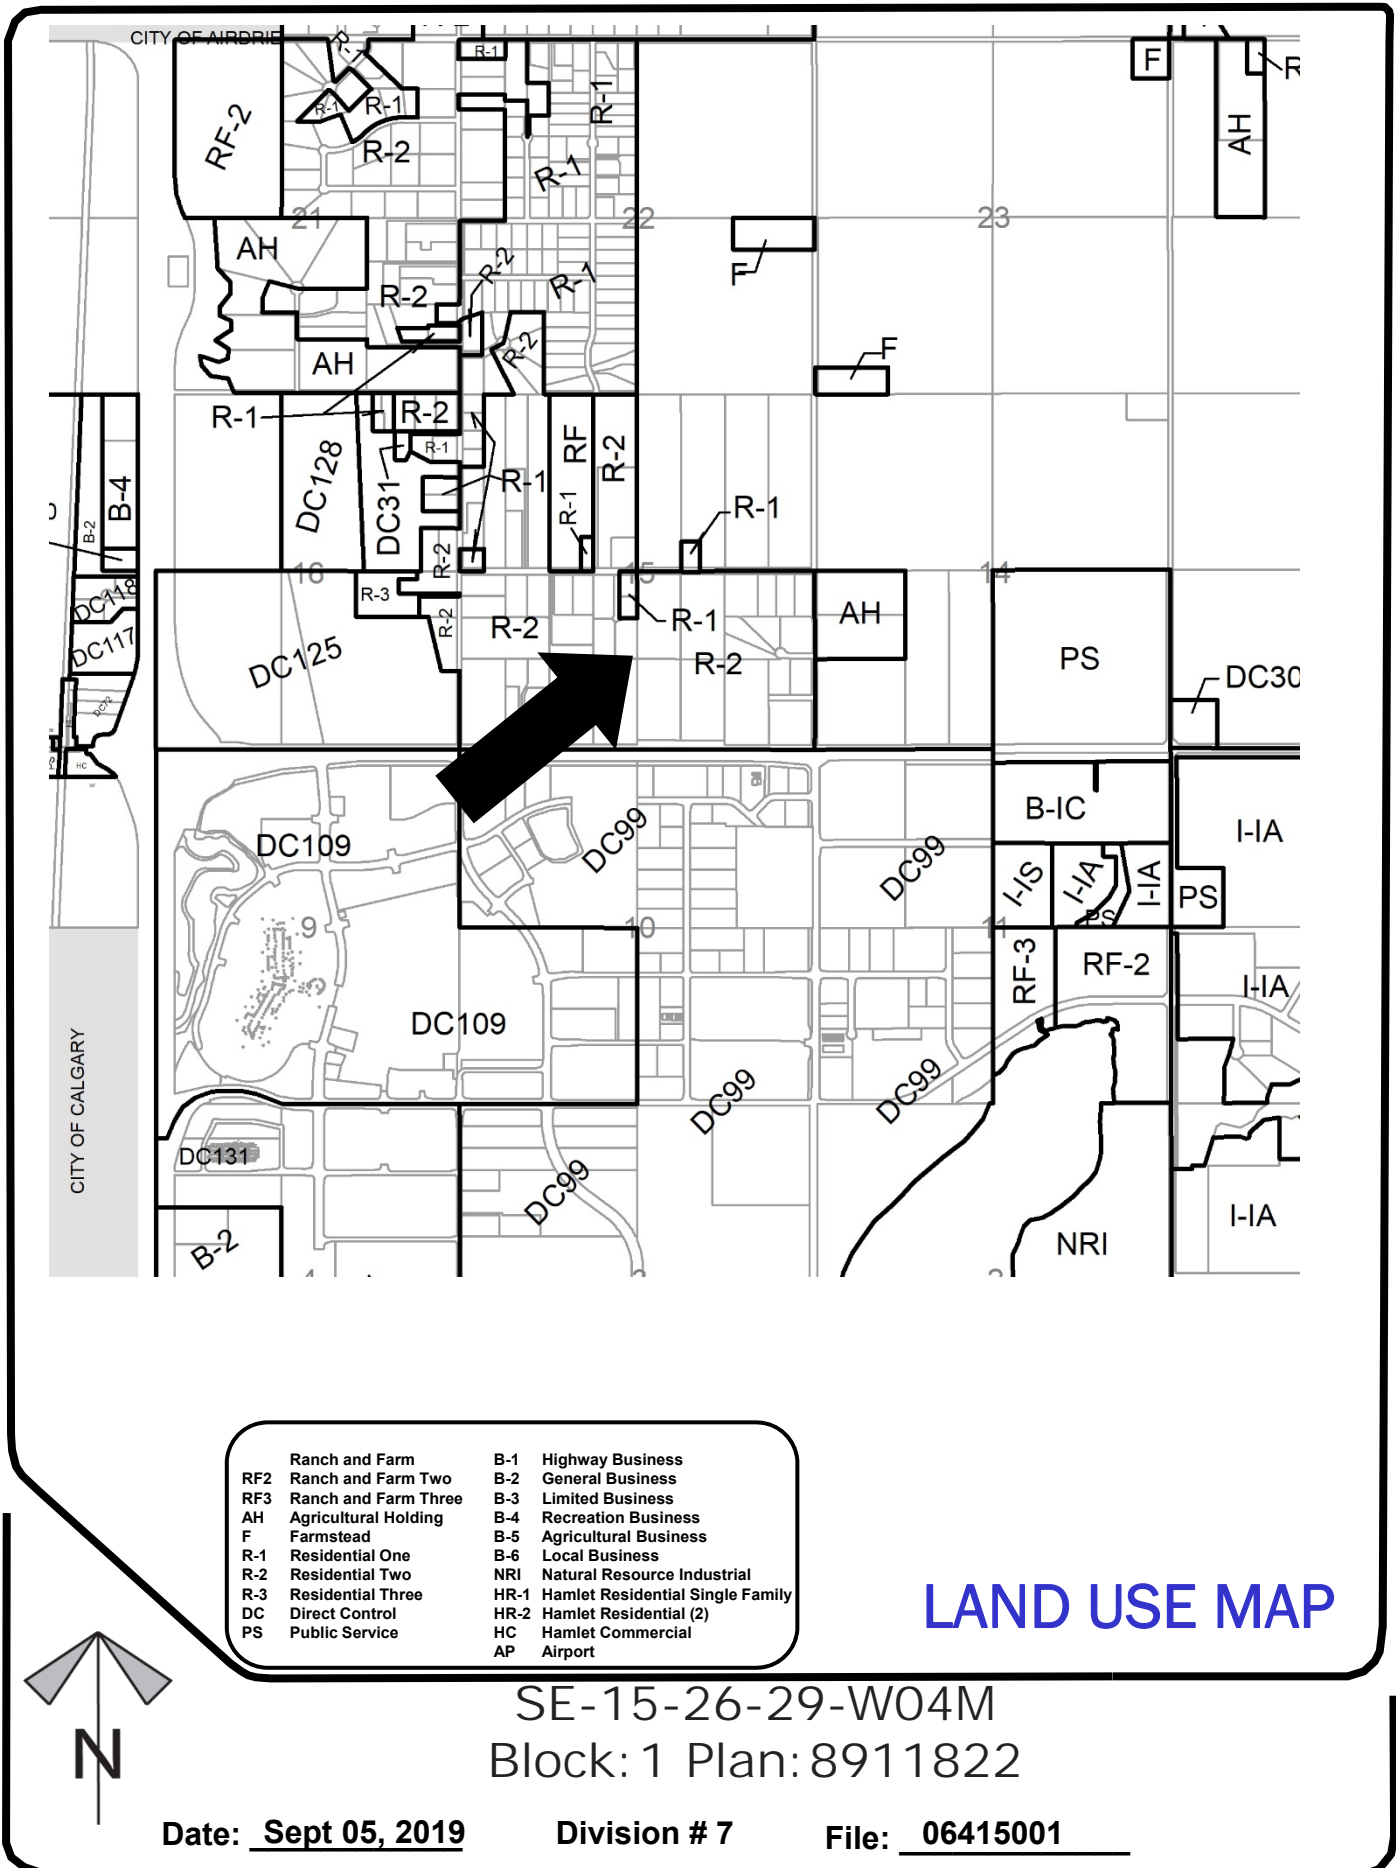 CITY OF AIRDRIE
R-1
R-1
F
R
RF-2
R-1
R-1
R-1
AH
R-2
R-1
21
22
23
AH
R-2
R-1
F
R-2
R-2
AH
F
R-1
R-2
DC128
R-1
RF
R-2
B-4
DC31
R-1
R-1
R-1
B-2
R-2
16
15
14
DC118
R-3
R-2
R-2
R-1
AH
DC117
DC125
R-2
PS
DC30
DC72
PS
HC
B-IC
DC109
DC99
DC99
I-IA
I-IS
I-IA
I-IA
PS
PS
9
10
11
RF-3
RF-2
I-IA
DC109
CITY OF CALGARY
DC99
DC99
DC131
DC99
I-IA
B-2
NRI
Ranch and Farm
RF2 Ranch and Farm Two
RF3 Ranch and Farm Three
AH Agricultural Holding
F Farmstead
R-1 Residential One
R-2 Residential Two
R-3 Residential Three
DC Direct Control
PS Public Service
B-1 Highway Business
B-2 General Business
B-3 Limited Business
B-4 Recreation Business
B-5 Agricultural Business
B-6 Local Business
NRI Natural Resource Industrial
HR-1 Hamlet Residential Single Family
HR-2 Hamlet Residential (2)
HC Hamlet Commercial
AP Airport
LAND USE MAP
N
SE-15-26-29-W04M
Block: 1 Plan: 8911822
Date: Sept 05, 2019 Division # 7 File: 06415001